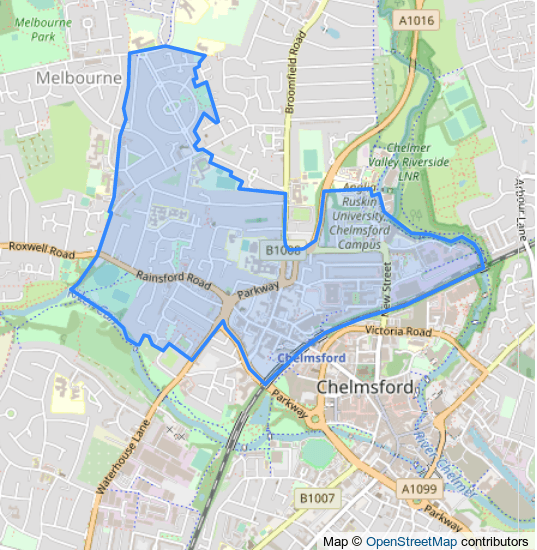 Melbourne
Park
A1016
Melbourne
Broomfield Road
Chelmer
Valley Riverside
LNR
Arbour Lane
Anglia
Ruskin
University,
Chelmsford
Campus
Roxwell Road
B1008
Rainsford Road
Parkway
New Street
Victoria Road
Chelmsford
Chelmsford
Parkway
Waterhouse Lane
River Chelmer
A1099
B1007
Parkway
Map © OpenStreetMap contributors